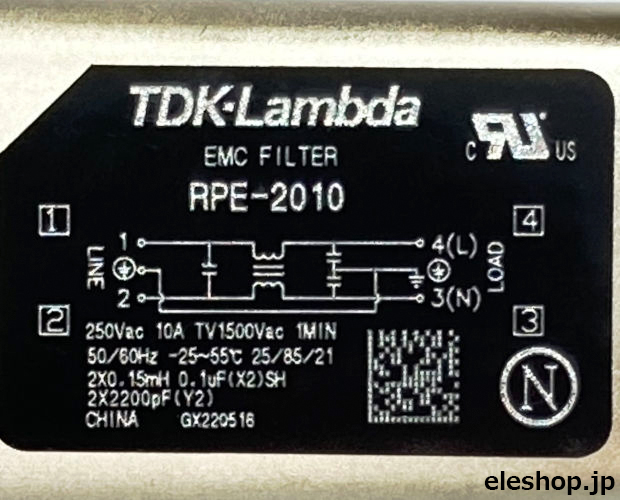 TDK·Lambda
C RU US
EMC FILTER
RPE-2010
1 1 4(L) 4
LINE LOAD
2 2 3(N) 3
250Vac 10A TV1500Vac 1MIN
50/60Hz -25~55℃ 25/85/21
2X0.15mH 0.1uF(X2)SH
2X2200pF(Y2)
CHINA GX220516
N
eleshop.jp